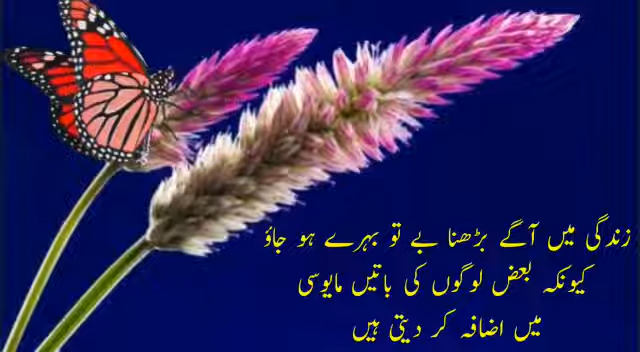 زندگی میں آگے بڑھنا ہے تو بہرے ہو جاؤ
کیونکہ بعض لوگوں کی باتیں مایوسی
میں اضافہ کر دیتی ہیں